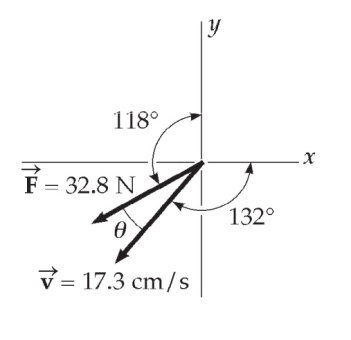 y
118°
x
F⃗ = 32.8 N
132°
θ
v⃗ = 17.3 cm/s